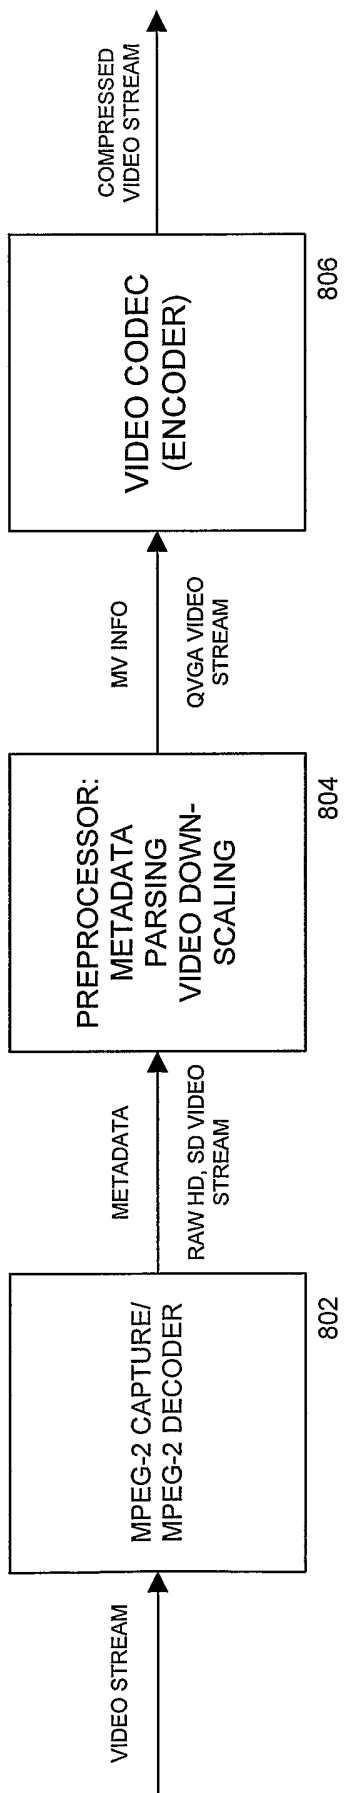 VIDEO STREAM
MPEG-2 CAPTURE/
MPEG-2 DECODER
802
METADATA
RAW HD, SD VIDEO
STREAM
PREPROCESSOR:
METADATA
PARSING
VIDEO DOWN-
SCALING
804
MV INFO
QVGA VIDEO
STREAM
VIDEO CODEC
(ENCODER)
806
COMPRESSED
VIDEO STREAM